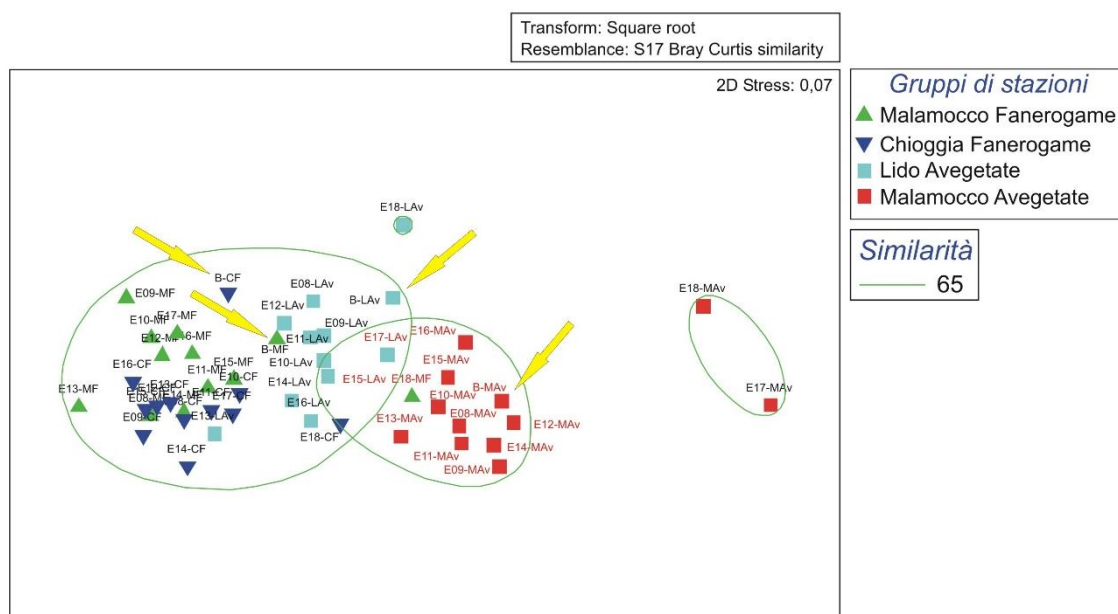 Transform: Square root
Resemblance: S17 Bray Curtis similarity
2D Stress: 0,07
Gruppi di stazioni
Malamocco Fanerogame
Chioggia Fanerogame
Lido Avegetate
Malamocco Avegetate
Similarità
65
E18-LAv
B-CF
E09-MF
E08-LAv
B-LAv
E12-LAv
E10-MF
E17-MF
E09-LAv
E11-LAv
B-MF
E16-MAv
E17-LAv
E18-MAv
E16-CF
E11-MF
E15-MF
E10-CF
E10-LAv
E15-MAv
E15-LAv
E18-MF
E10-MAv
B-MAv
E17-MAv
E13-MF
E17-CF
E14-LAv
E09-CF
E13-LAv
E16-LAv
E18-CF
E13-MAv
E08-MAv
E12-MAv
E14-CF
E11-MAv
E14-MAv
E09-MAv